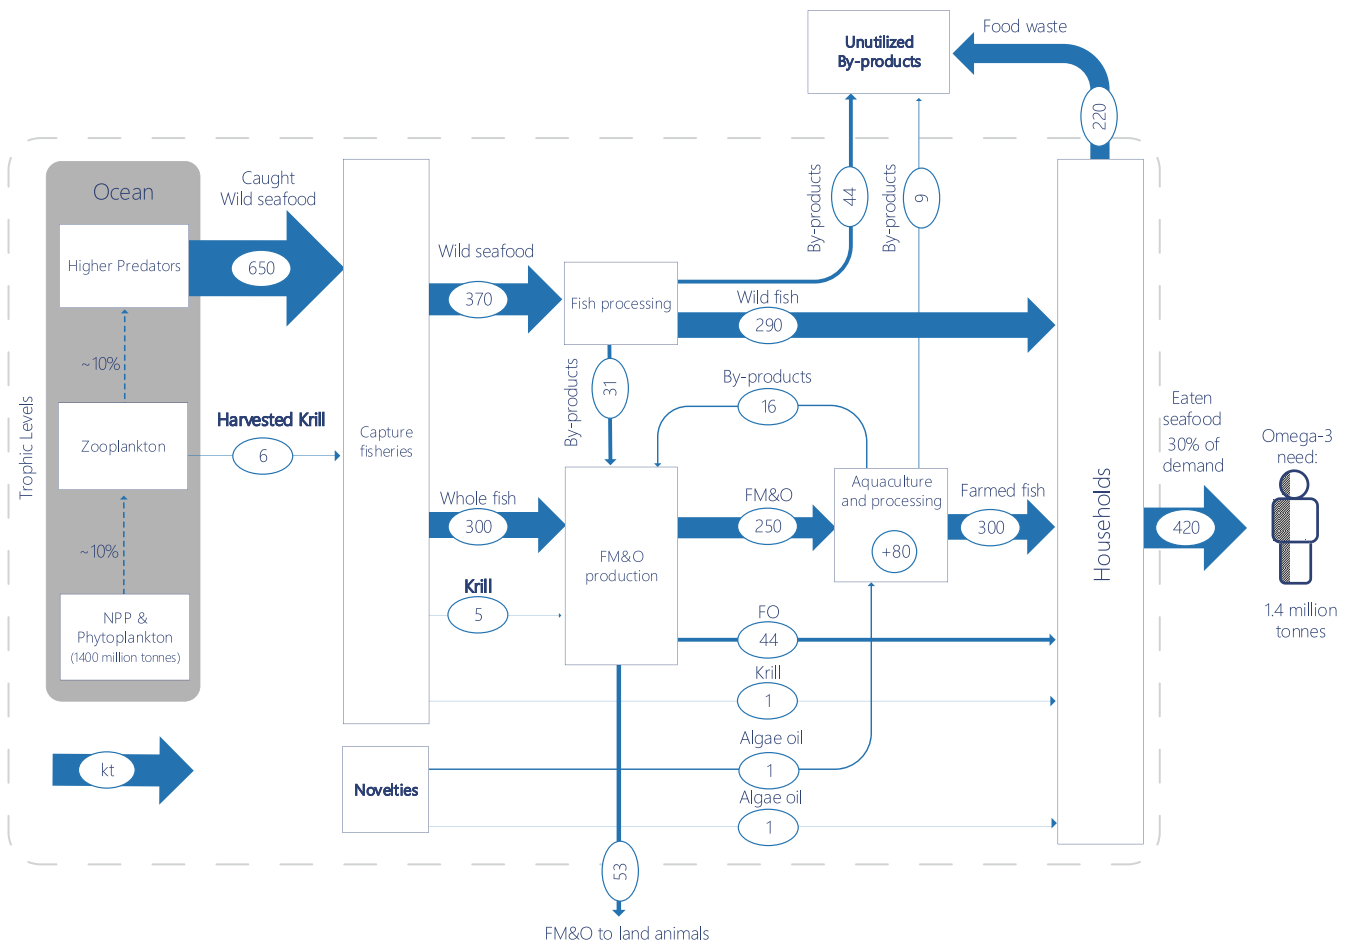 Food waste
Unutilized
By-products
220
Ocean
Caught
Wild seafood
Higher Predators
650
By-products
44
By-products
9
Wild seafood
370
Fish processing
Wild fish
290
~10%
By-products
31
By-products
16
Trophic Levels
Zooplankton
Harvested Krill
6
Capture
fisheries
Eaten
seafood
30% of
demand
420
Omega-3
need:
1.4 million
tonnes
Whole fish
300
FM&O
250
Aquaculture
and processing
+80
Farmed fish
300
Households
~10%
FM&O
production
Krill
5
NPP &
Phytoplankton
(1400 million tonnes)
FO
44
Krill
1
kt
Novelties
Algae oil
1
Algae oil
1
53
FM&O to land animals